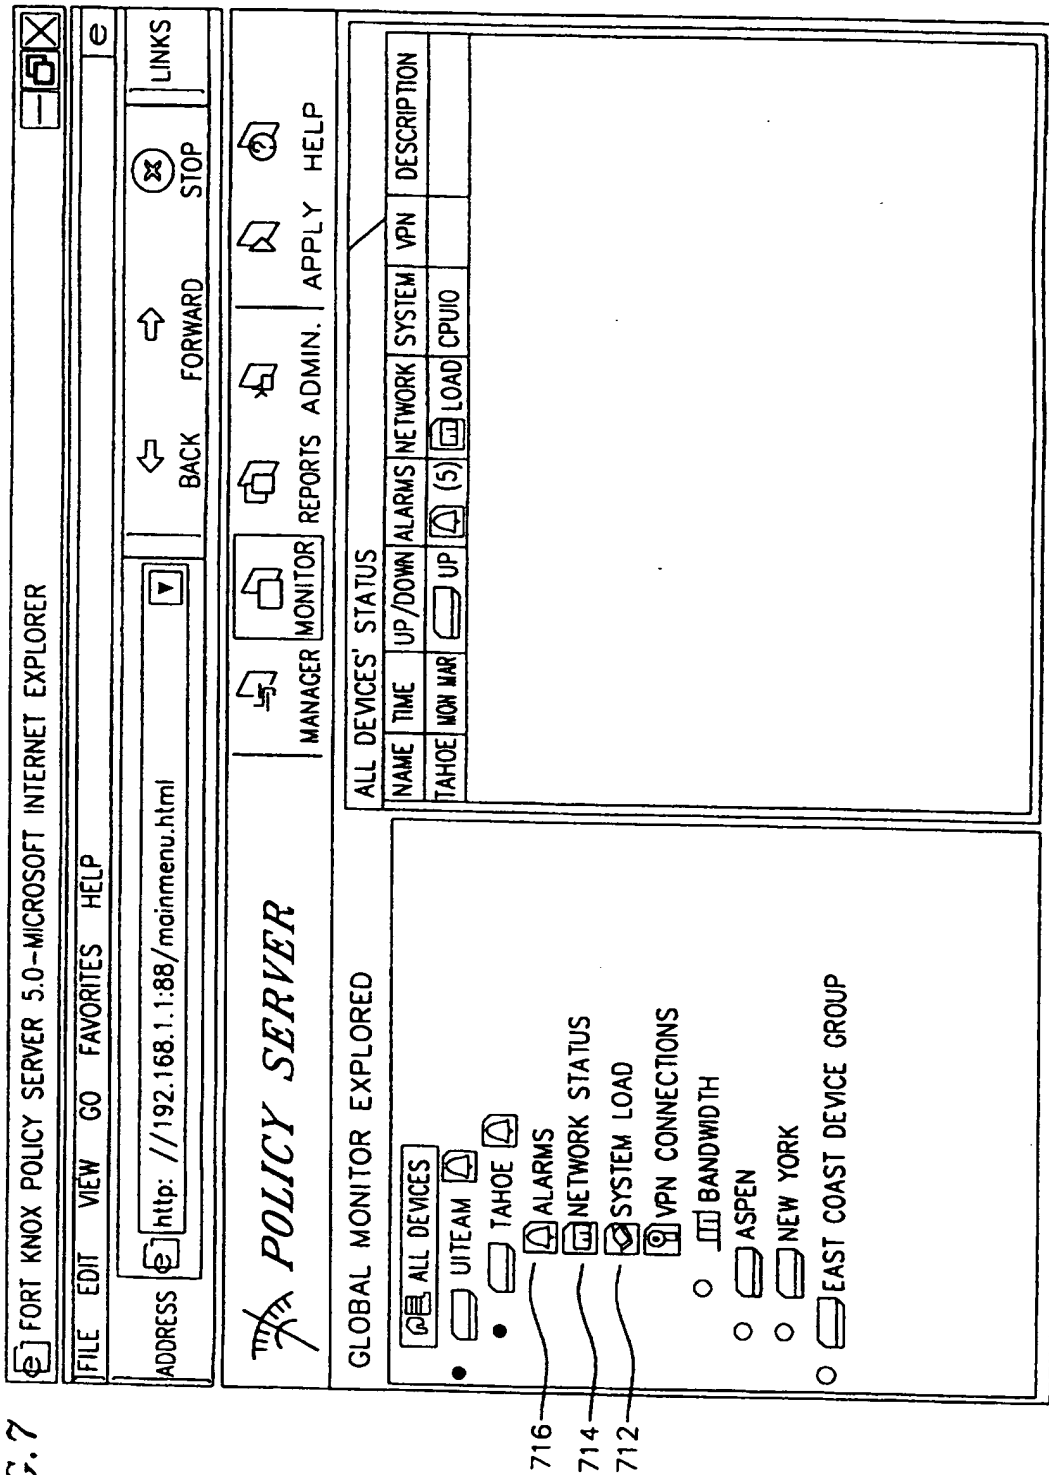 FORT KNOX POLICY SERVER 5.0-MICROSOFT INTERNET EXPLORER
FILE EDIT VIEW GO FAVORITES HELP
e
ADDRESS e http: //192.168.1.1:88/mainmenu.html
BACK FORWARD STOP LINKS
POLICY SERVER
MANAGER MONITOR REPORTS ADMIN. APPLY HELP
GLOBAL MONITOR EXPLORED
ALL DEVICES
UITEAM
TAHOE
716 ALARMS
714 NETWORK STATUS
712 SYSTEM LOAD
VPN CONNECTIONS
BANDWIDTH
ASPEN
NEW YORK
EAST COAST DEVICE GROUP
ALL DEVICES' STATUS
NAME TIME UP/DOWN ALARMS NETWORK SYSTEM VPN DESCRIPTION
TAHOE MON MAR UP (5) LOAD CPUIO
.7